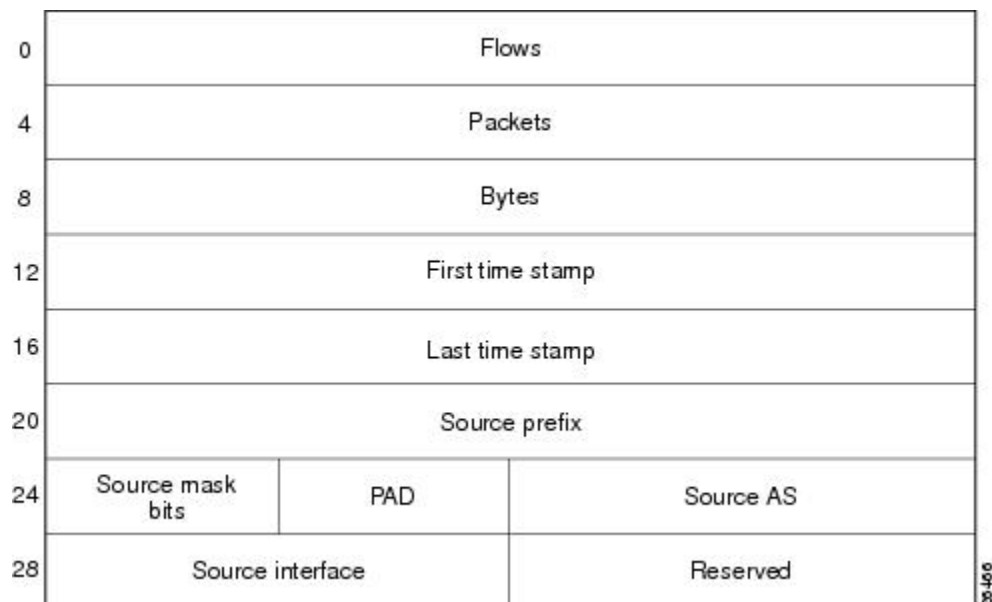 0 Flows
4 Packets
8 Bytes
12 First time stamp
16 Last time stamp
20 Source prefix
24 Source mask bits PAD Source AS
28 Source interface Reserved